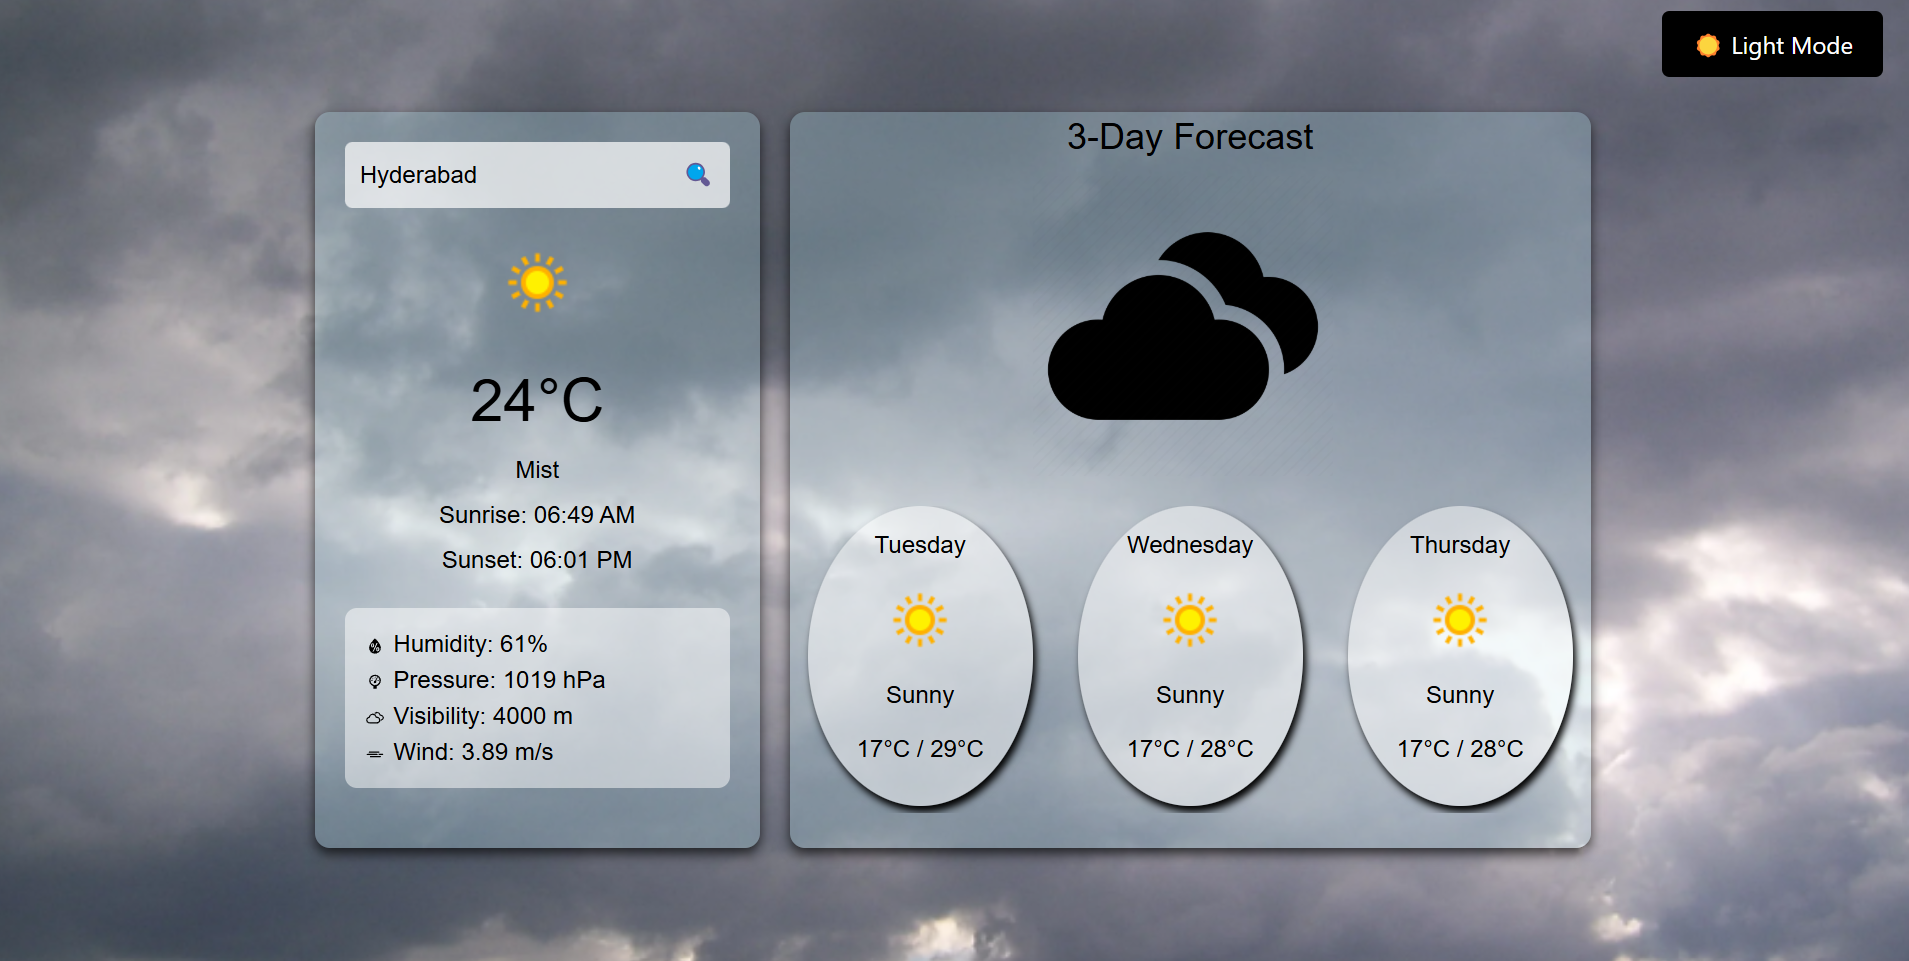 Light Mode
Hyderabad
24°C
Mist
Sunrise: 06:49 AM
Sunset: 06:01 PM
Humidity: 61%
Pressure: 1019 hPa
Visibility: 4000 m
Wind: 3.89 m/s
3-Day Forecast
Tuesday
Sunny
17°C / 29°C
Wednesday
Sunny
17°C / 28°C
Thursday
Sunny
17°C / 28°C